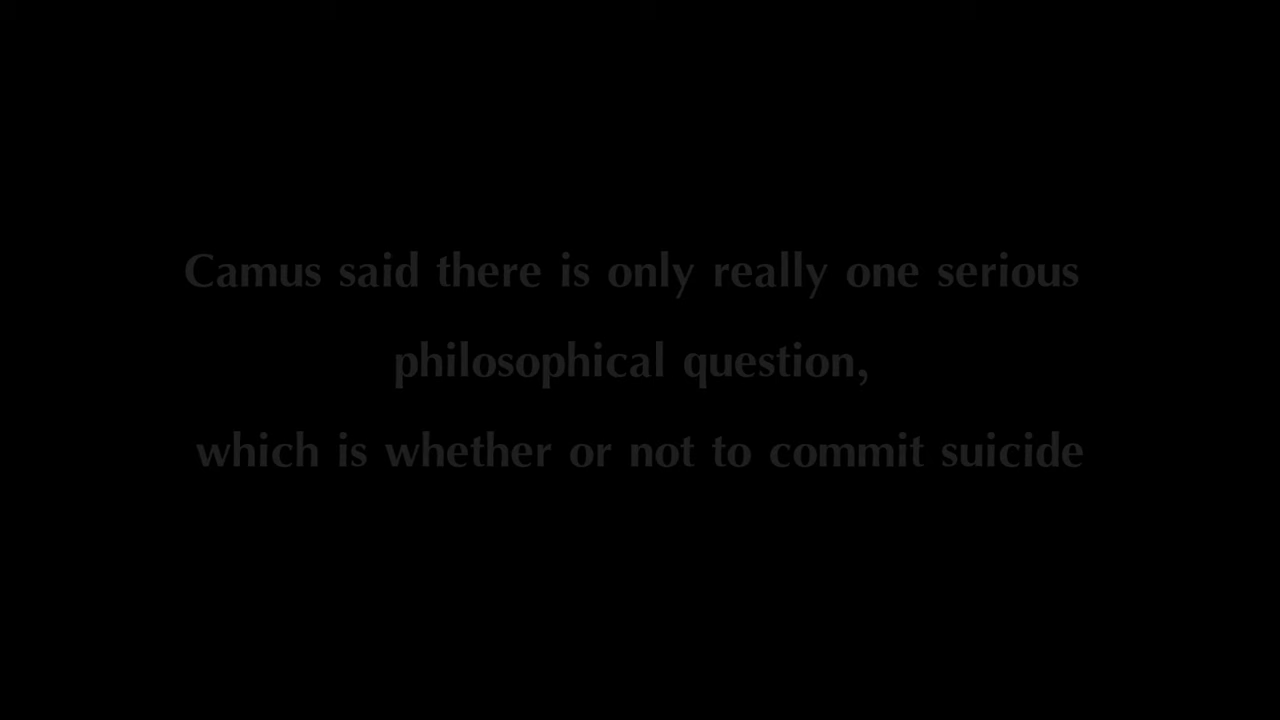 Camus said there is only really one serious
philosophical question,
which is whether or not to commit suicide